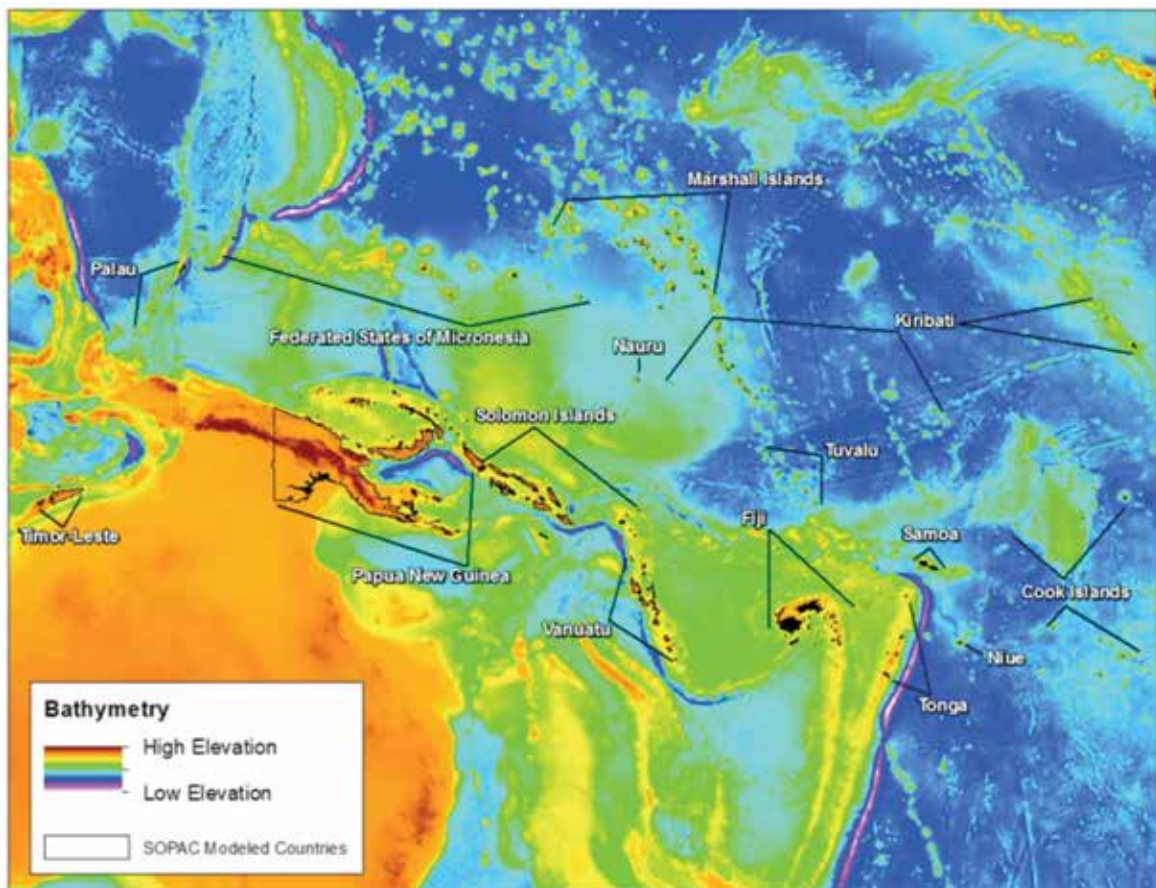 Marshall Islands
Palau
Federated States of Micronesia
Nauru
Kiribati
Solomon Islands
Tuvalu
Fiji
Samoa
Timor-Leste
Papua New Guinea
Cook Islands
Vanuatu
Niue
Tonga
Bathymetry
High Elevation
Low Elevation
SOPAC Modeled Countries